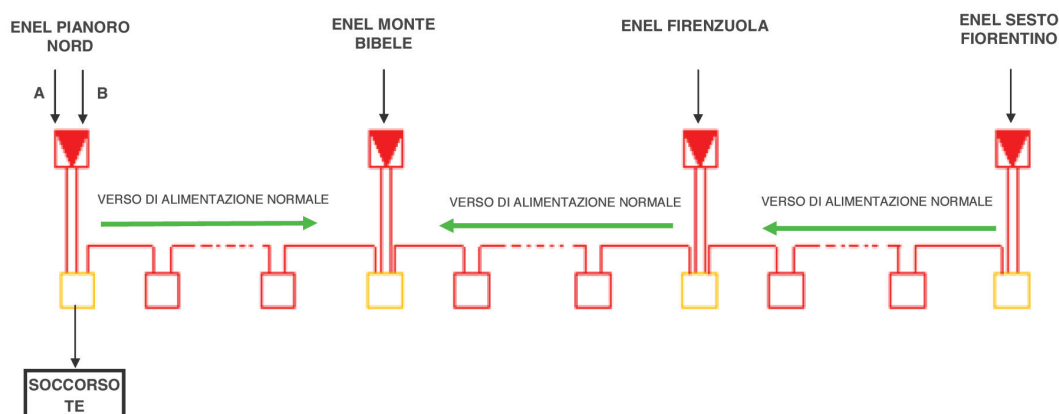 ENEL PIANORO
NORD
ENEL MONTE
BIBELE
ENEL FIRENZUOLA
ENEL SESTO
FIORENTINO
A
B
VERSO DI ALIMENTAZIONE NORMALE
VERSO DI ALIMENTAZIONE NORMALE
VERSO DI ALIMENTAZIONE NORMALE
SOCCORSO
TE